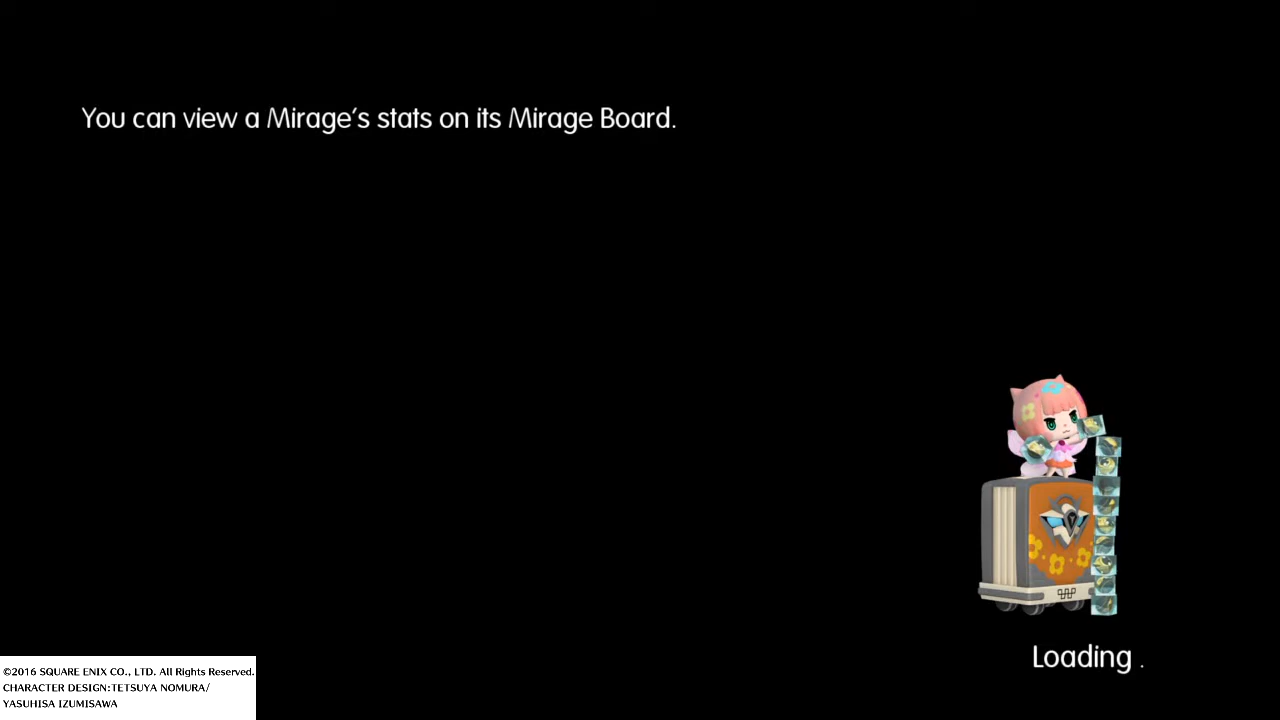 You can view a Mirage's stats on its Mirage Board.
Loading .
©2016 SQUARE ENIX CO., LTD. All Rights Reserved.
CHARACTER DESIGN:TETSUYA NOMURA/
YASUHISA IZUMISAWA